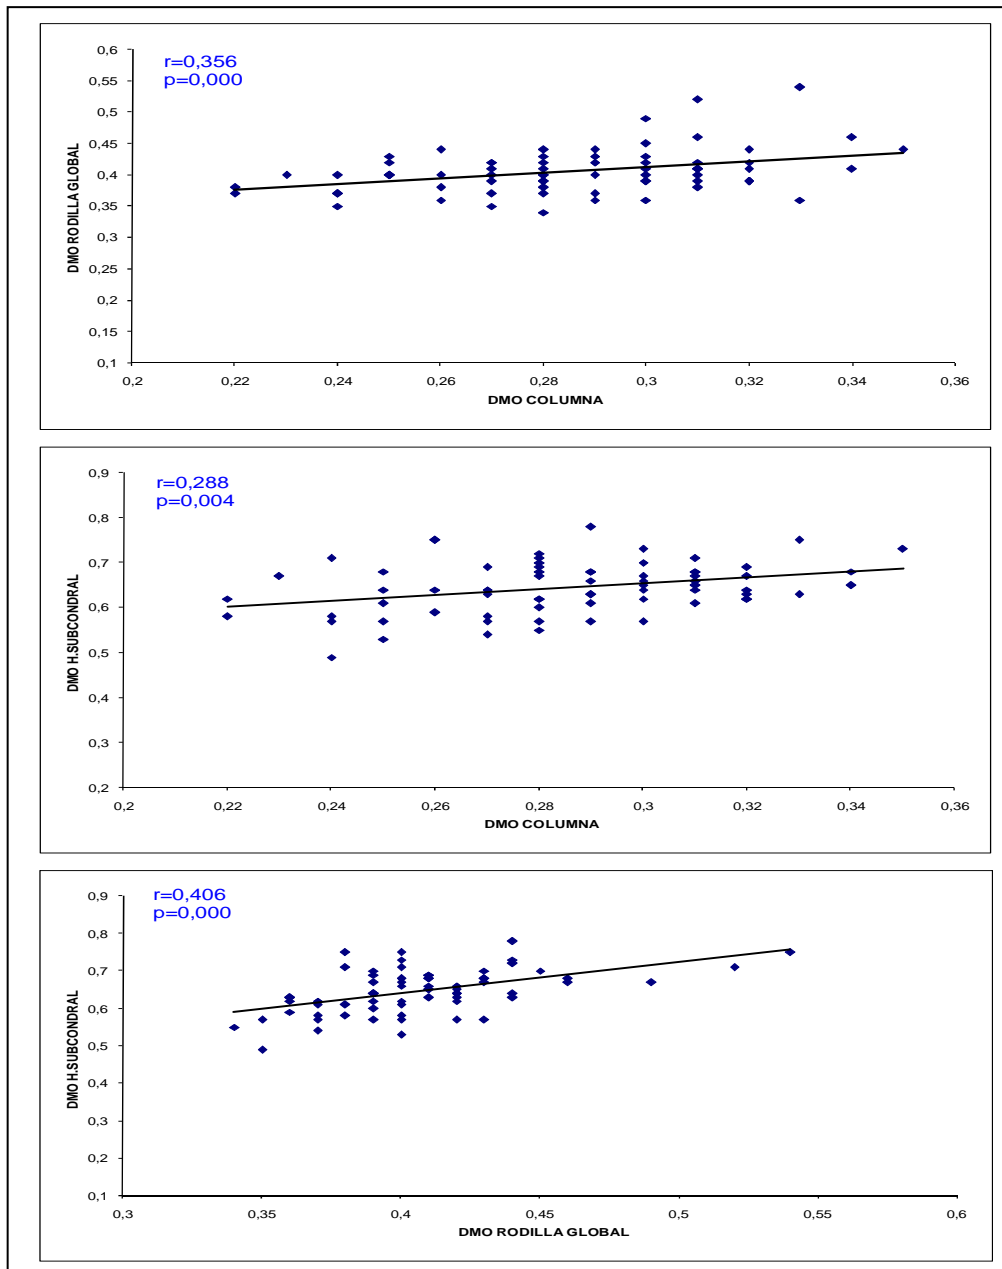 r=0,356
p=0,000
DMO RODILLA GLOBAL
0,6
0,55
0,5
0,45
0,4
0,35
0,3
0,25
0,2
0,15
0,1
0,2 0,22 0,24 0,26 0,28 0,3 0,32 0,34 0,36
DMO COLUMNA
r=0,288
p=0,004
DMO H.SUBCONDRAL
0,9
0,8
0,7
0,6
0,5
0,4
0,3
0,2
0,2 0,22 0,24 0,26 0,28 0,3 0,32 0,34 0,36
DMO COLUMNA
r=0,406
p=0,000
DMO H.SUBCONDRAL
0,9
0,8
0,7
0,6
0,5
0,4
0,3
0,2
0,1
0,3 0,35 0,4 0,45 0,5 0,55 0,6
DMO RODILLA GLOBAL